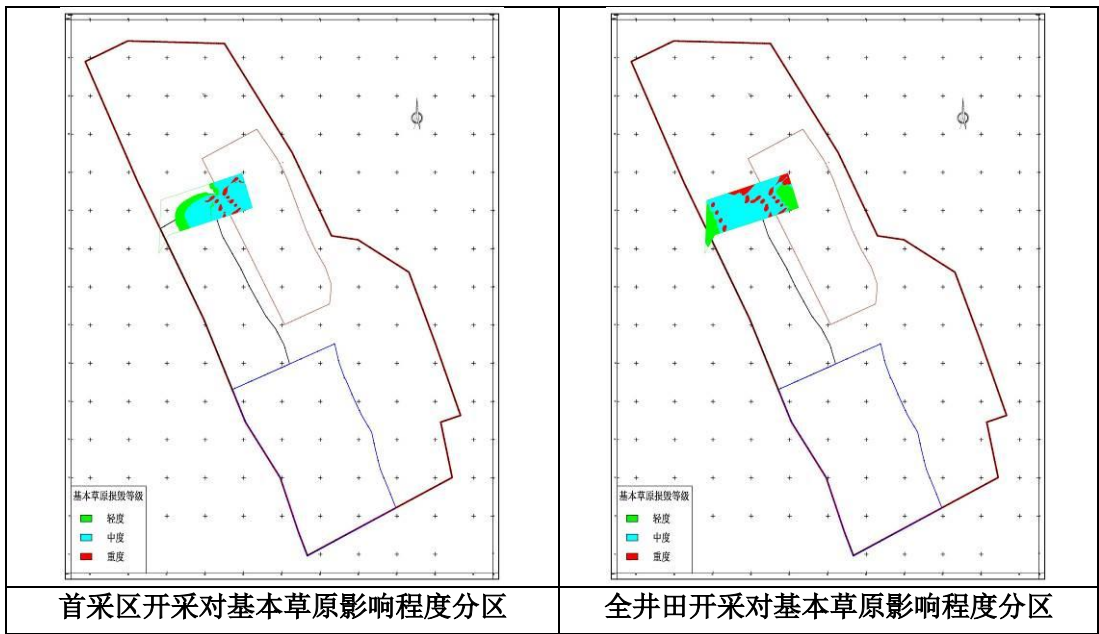 基本草原损毁等级
轻度
中度
重度
基本草原损毁等级
轻度
中度
重度
首采区开采对基本草原影响程度分区
全井田开采对基本草原影响程度分区